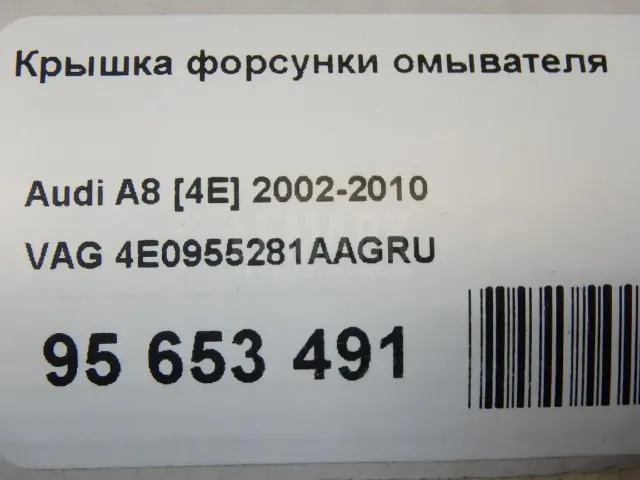 Крышка форсунки омывателя
Audi A8 [4E] 2002-2010
VAG 4E0955281AAGRU
95 653 491